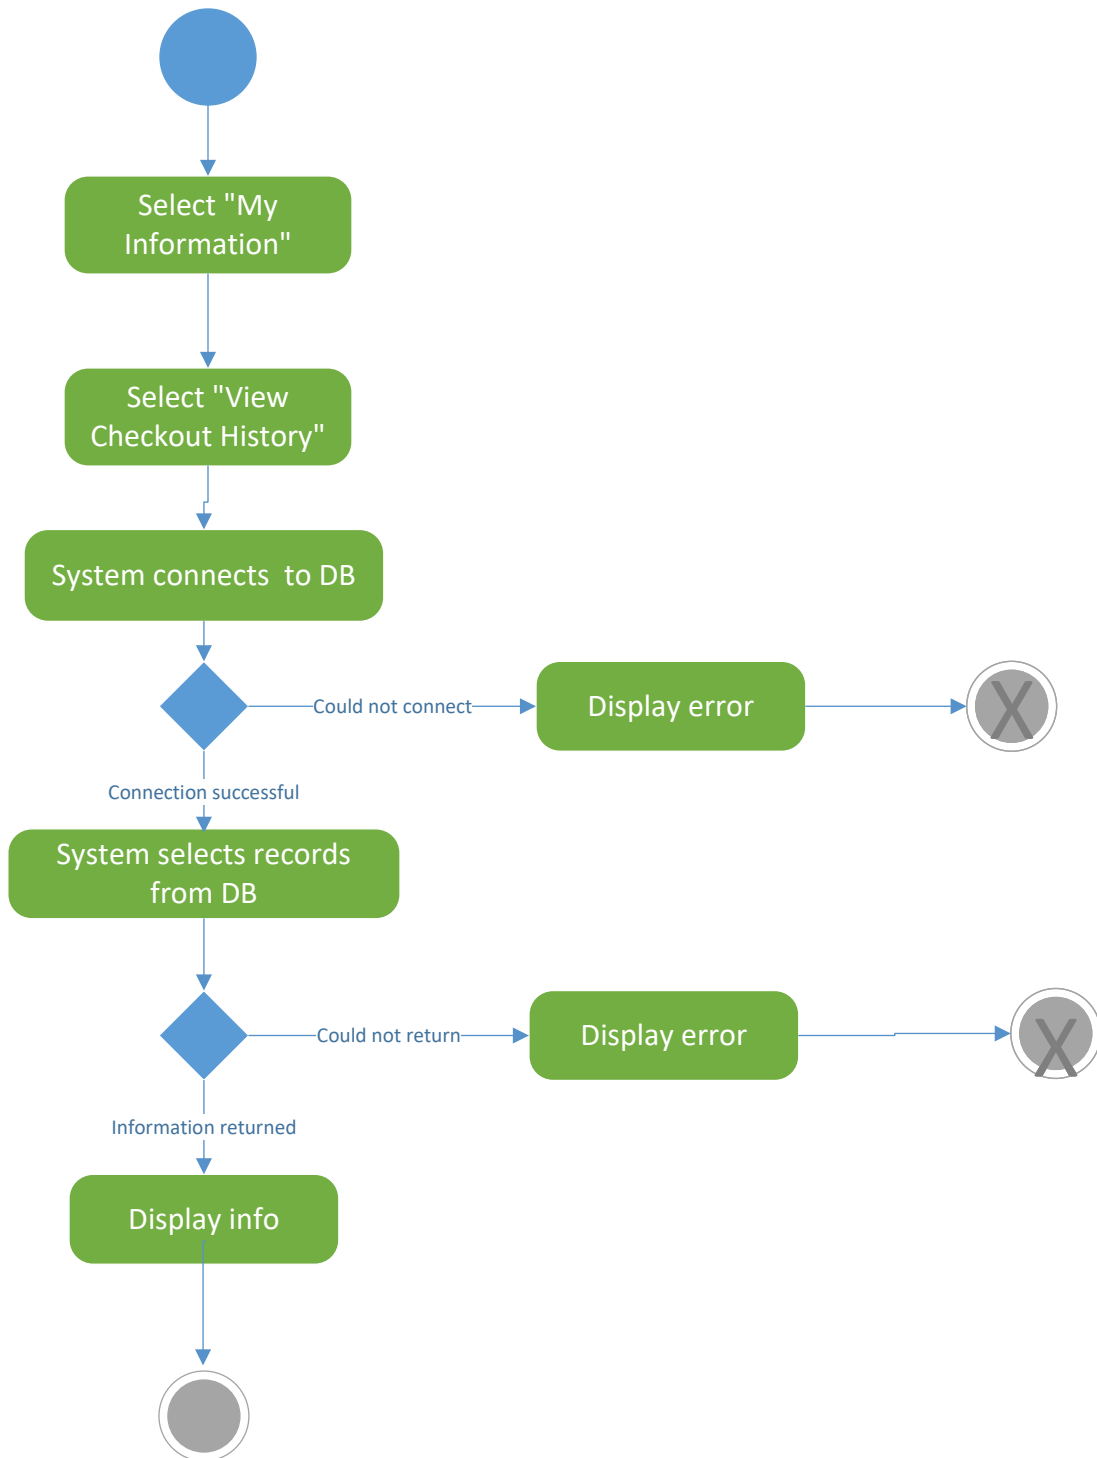 Select "My
Information"
Select "View
Checkout History"
System connects  to DB
Could not connect
Display error
X
Connection successful
System selects records
from DB
Could not return
Display error
X
Information returned
Display info